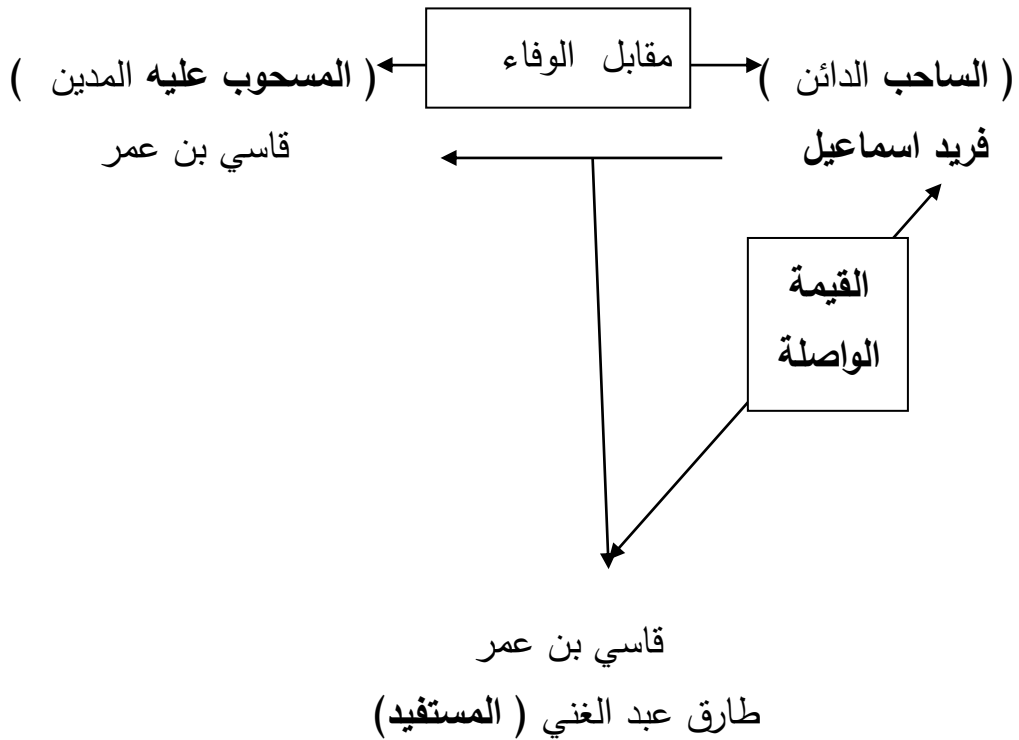 مقابل الوفاء
( الساحب الدائن )
( المسحوب عليه المدين )
فريد اسماعيل
قاسي بن عمر
القيمة
الواصلة
قاسي بن عمر
طارق عبد الغني ( المستفيد)